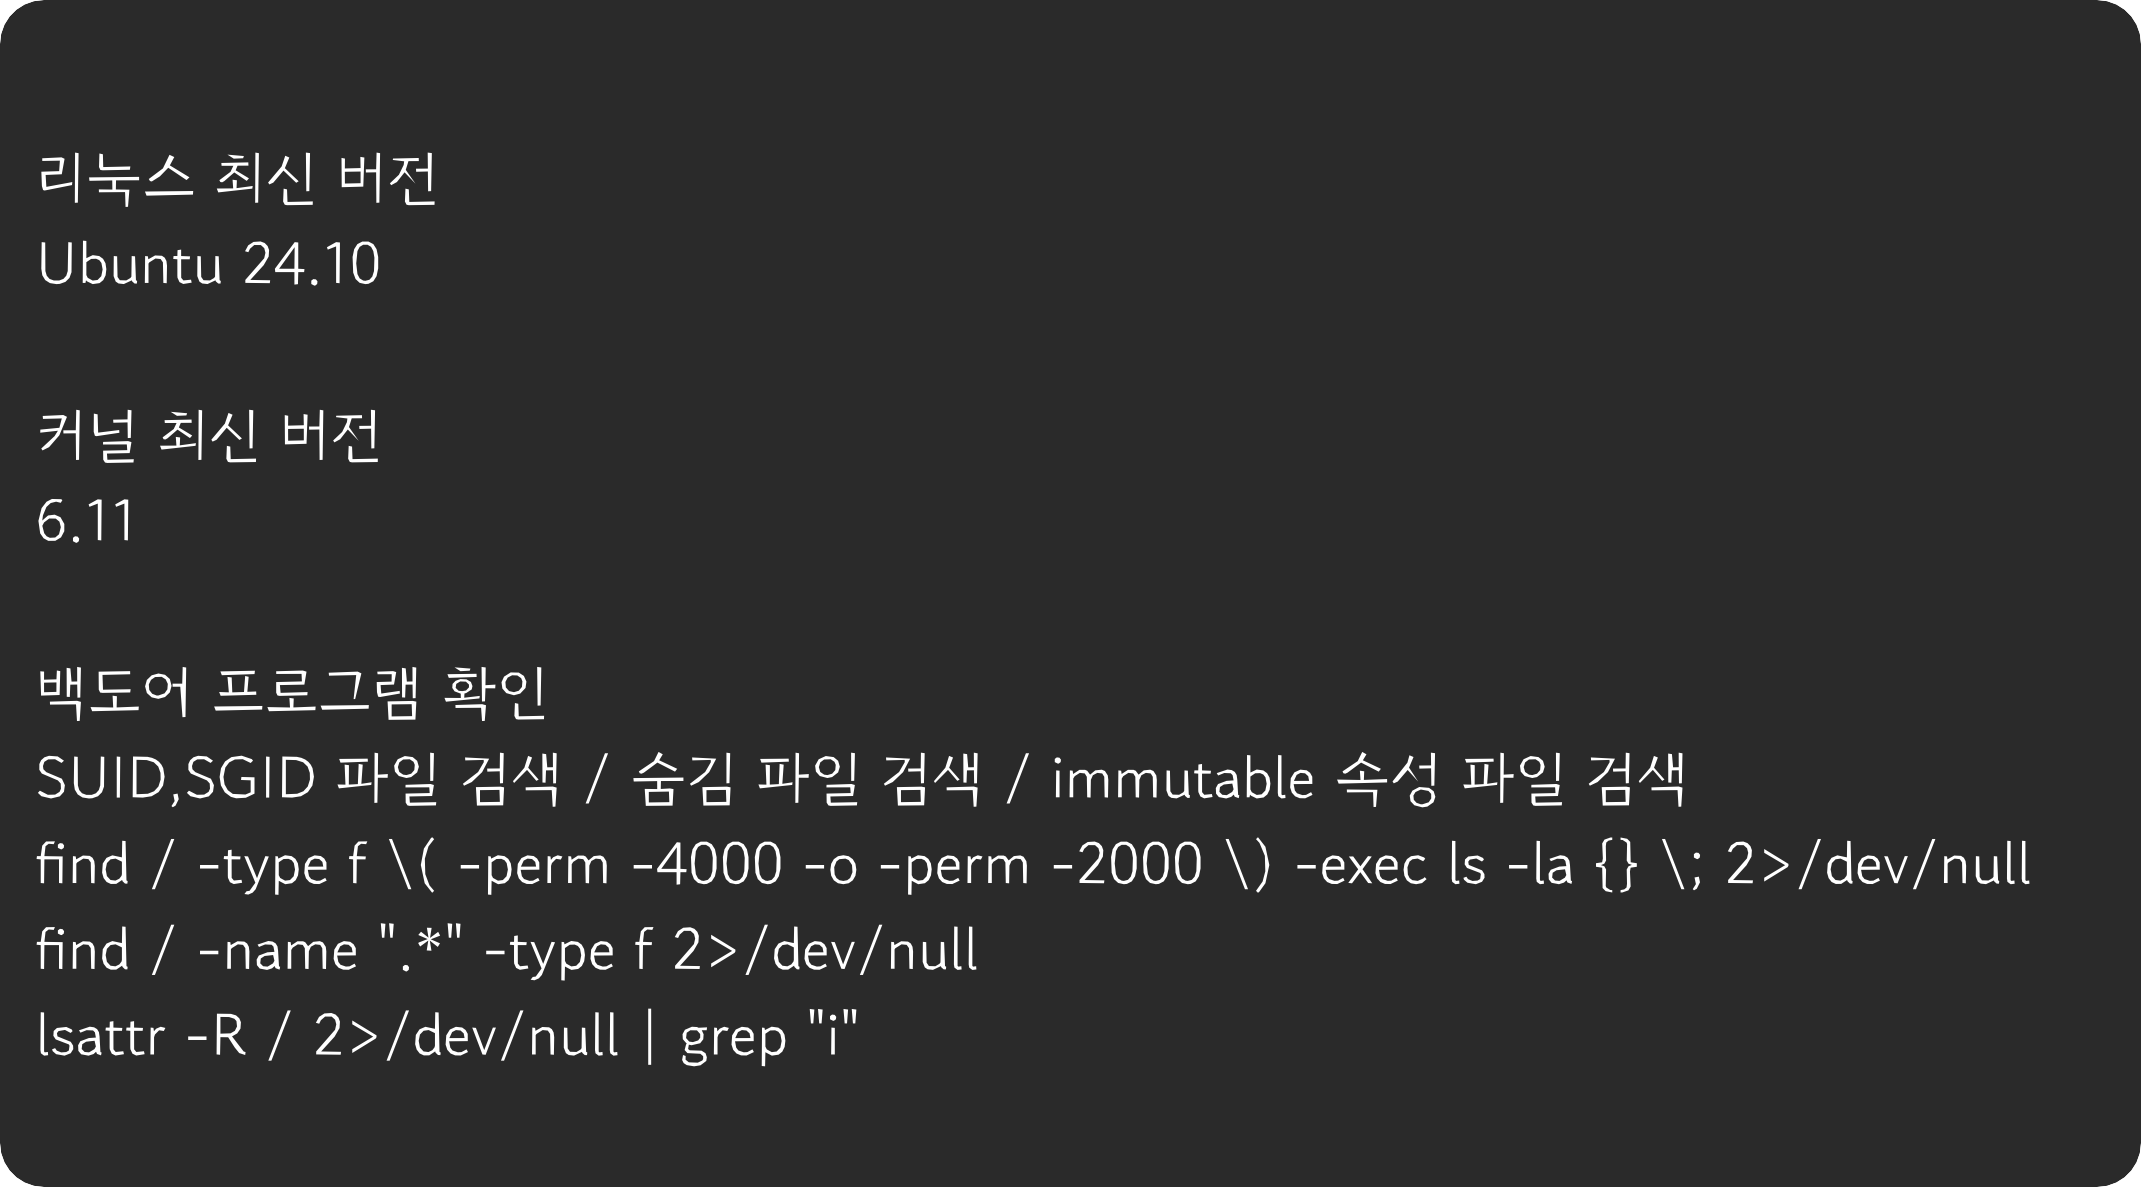 리눅스 최신 버전
Ubuntu 24.10
커널 최신 버전
6.11
백도어 프로그램 확인
SUID,SGID 파일 검색 / 숨김 파일 검색 / immutable 속성 파일 검색
find / -type f \( -perm -4000 -o -perm -2000 \) -exec ls -la {} \; 2>/dev/null
find / -name ".*" -type f 2>/dev/null
lsattr -R / 2>/dev/null | grep "i"